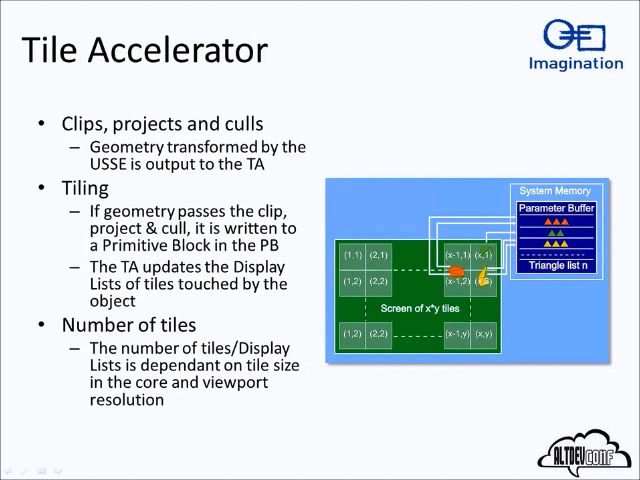 Tile Accelerator
Imagination
• Clips, projects and culls
– Geometry transformed by the
USSE is output to the TA
• Tiling
– If geometry passes the clip,
project & cull, it is written to
a Primitive Block in the PB
– The TA updates the Display
Lists of tiles touched by the
object
• Number of tiles
– The number of tiles/Display
Lists is dependant on tile size
in the core and viewport
resolution
System Memory
Parameter Buffer
Triangle list n
(1,1) (2,1) (x-1,1) (x,1)
(1,2) (2,2) (x-1,2)
Screen of x*y tiles
(1,2) (2,2) (x-1,y) (x,y)
ALTDEVCONF